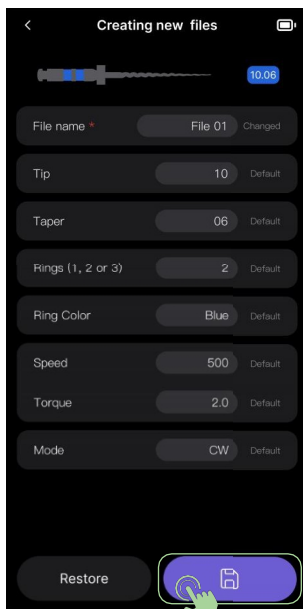 Creating new files
10.06
File name * File 01 Changed
Tip 10 Default
Taper 06 Default
Rings (1, 2 or 3) 2 Default
Ring Color Blue Default
Speed 500 Default
Torque 2.0 Default
Mode CW Default
Restore